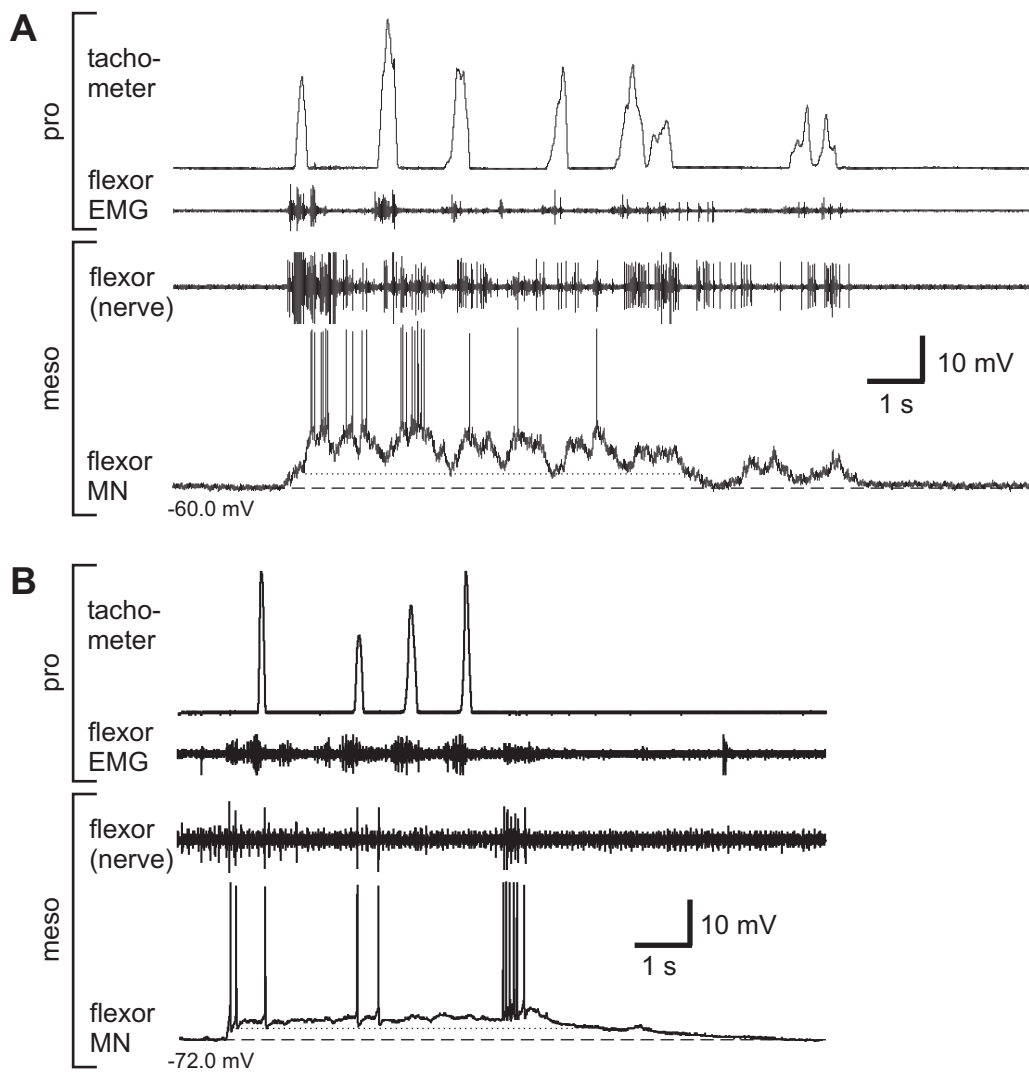 A
pro
tacho-
meter
flexor
EMG
meso
flexor
(nerve)
10 mV
1 s
flexor
MN
-60.0 mV
B
pro
tacho-
meter
flexor
EMG
meso
flexor
(nerve)
10 mV
1 s
flexor
MN
-72.0 mV